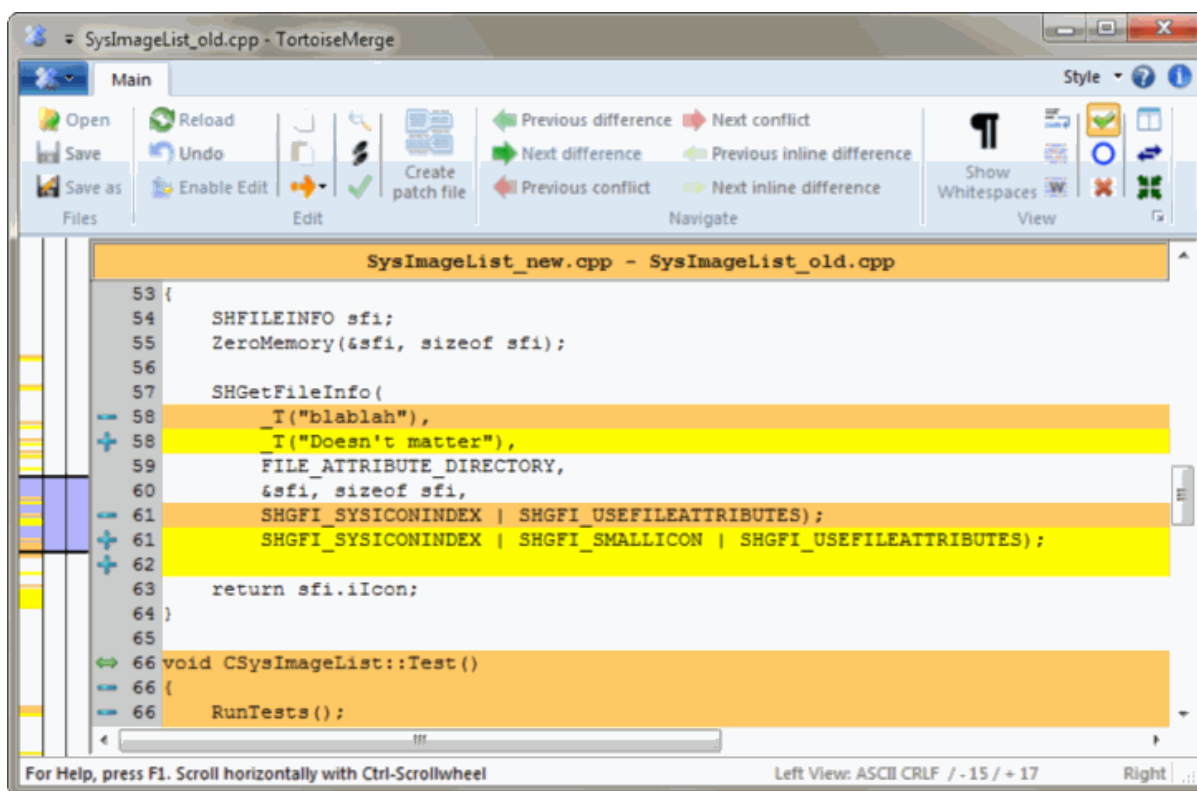 SysImageList_old.cpp - TortoiseMerge
Main
Style
Open
Save
Save as
Files
Reload
Undo
Enable Edit
Edit
Create
patch file
Previous difference
Next difference
Previous conflict
Next conflict
Previous inline difference
Next inline difference
Navigate
Show
Whitespaces
View
SysImageList_new.cpp - SysImageList_old.cpp
53 {
54 SHFILEINFO sfi;
55 ZeroMemory(&sfi, sizeof sfi);
56
57 SHGetFileInfo(
58 _T("blablah"),
58 _T("Doesn't matter"),
59 FILE_ATTRIBUTE_DIRECTORY,
60 &sfi, sizeof sfi,
61 SHGFI_SYSICONINDEX | SHGFI_USEFILEATTRIBUTES);
61 SHGFI_SYSICONINDEX | SHGFI_SMALLICON | SHGFI_USEFILEATTRIBUTES);
62
63 return sfi.iIcon;
64 }
65
66 void CSysImageList::Test()
66 {
66 RunTests();
For Help, press F1. Scroll horizontally with Ctrl-Scrollwheel
Left View: ASCII CRLF / - 15 / + 17
Right